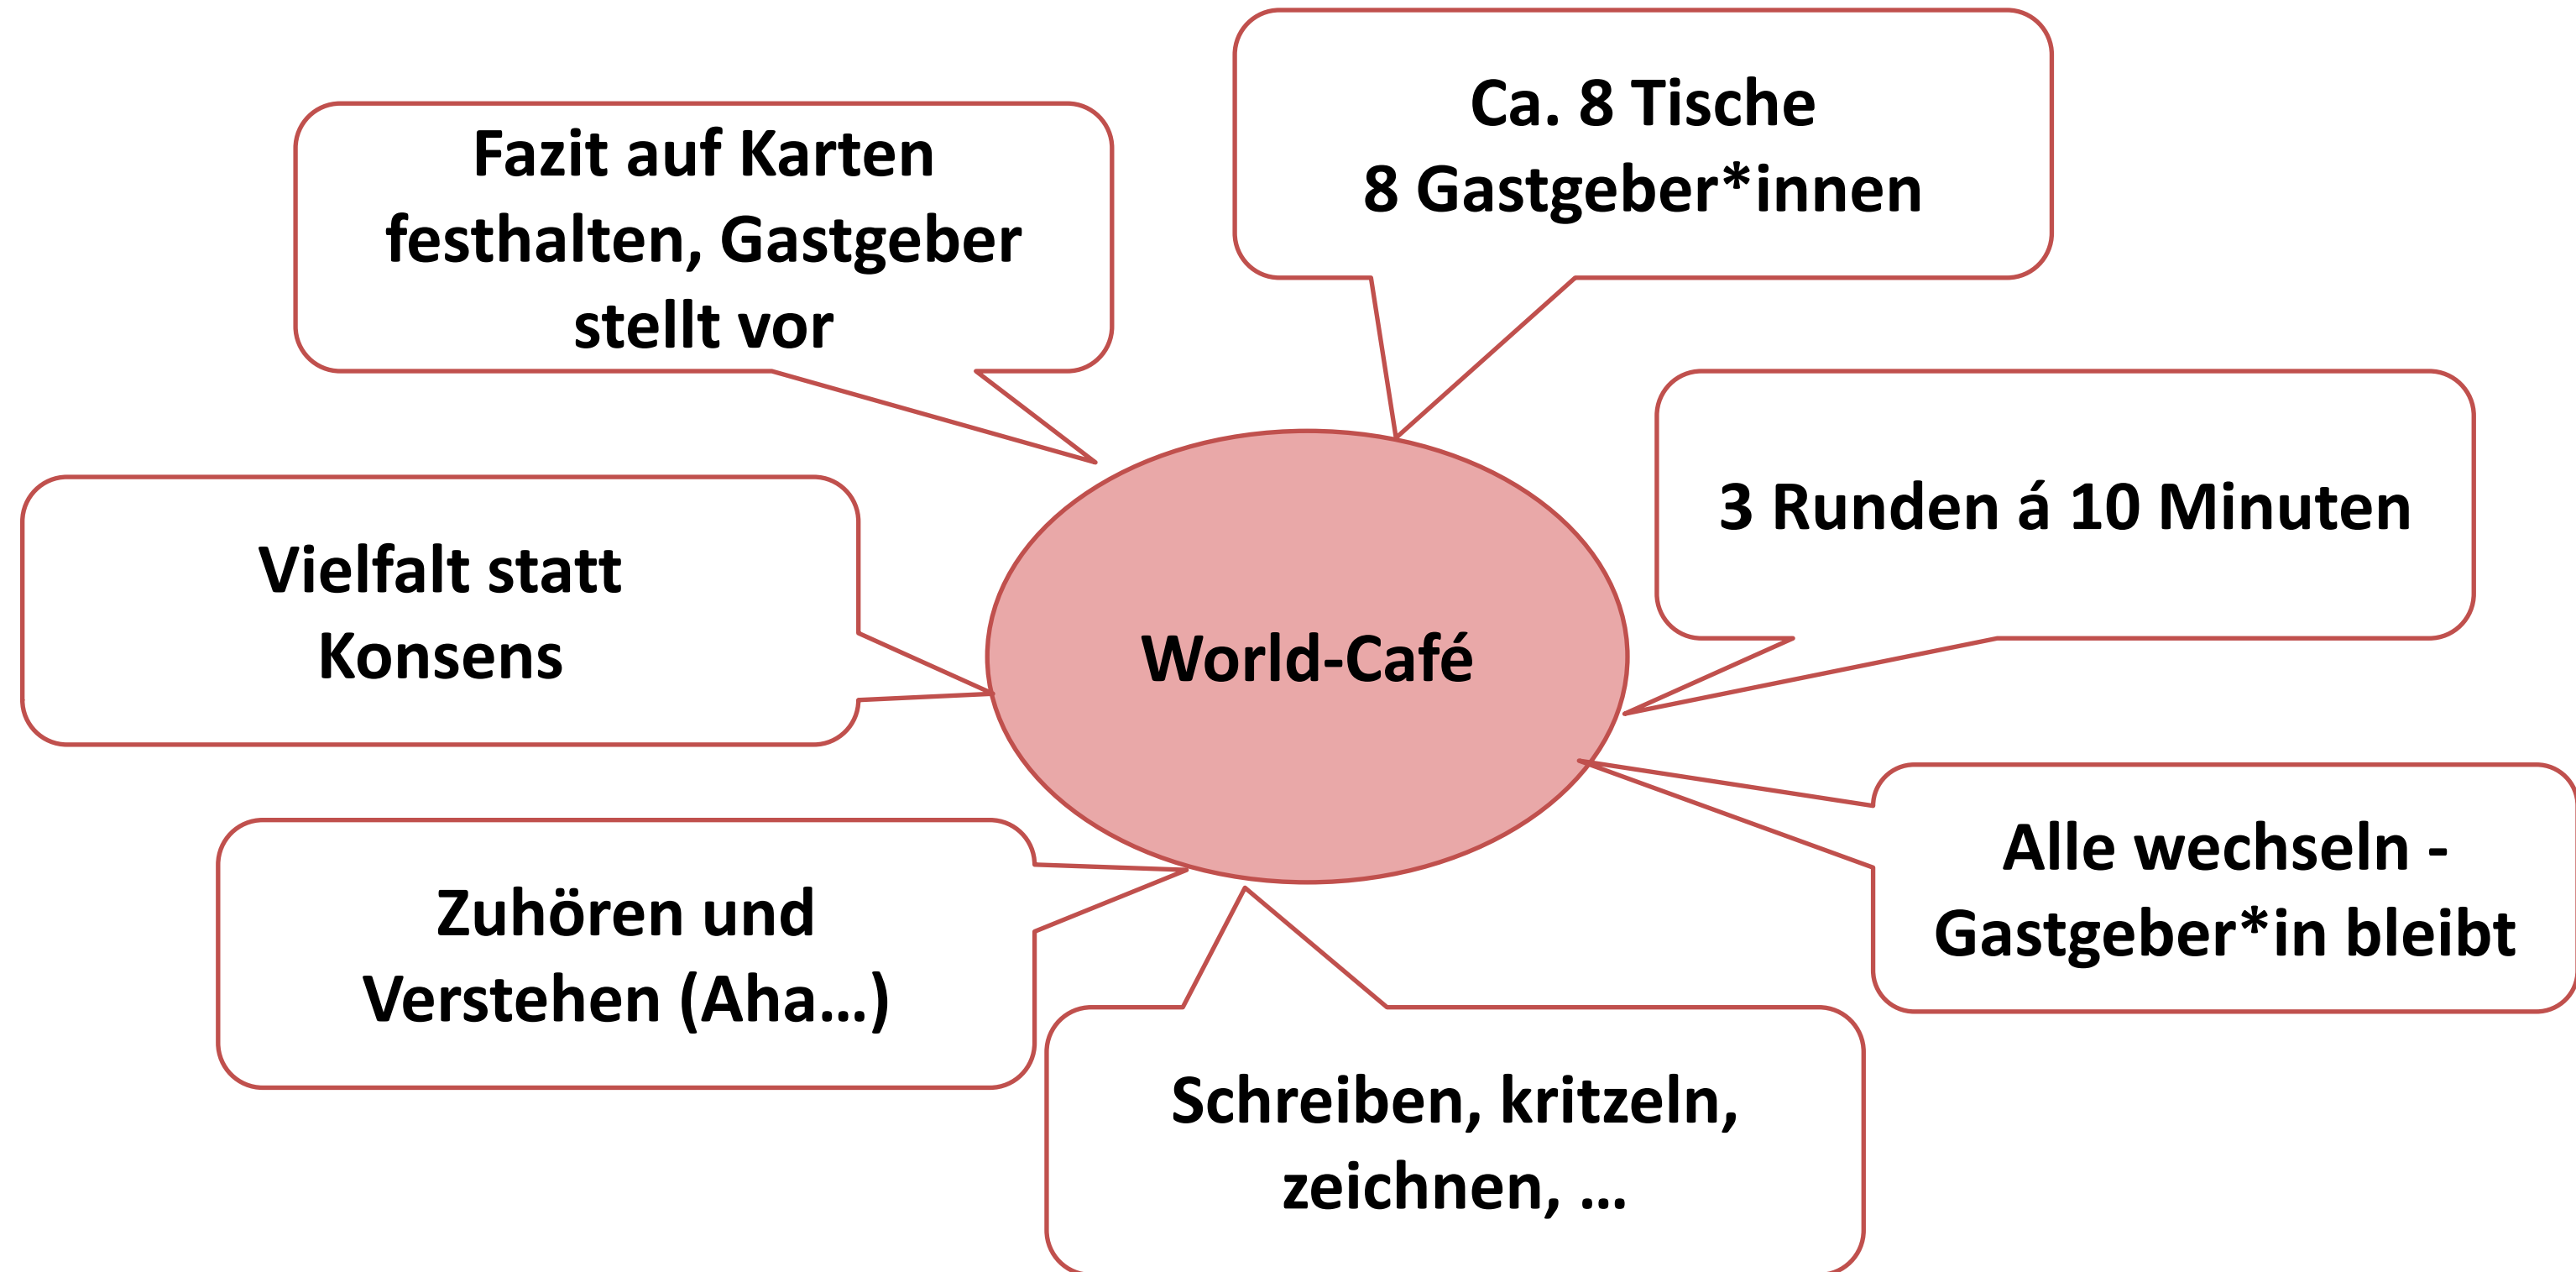 Ca. 8 Tische
8 Gastgeber*innen
Fazit auf Karten
festhalten, Gastgeber
stellt vor
3 Runden á 10 Minuten
Vielfalt statt
Konsens
World-Café
Alle wechseln -
Gastgeber*in bleibt
Zuhören und
Verstehen (Aha...)
Schreiben, kritzeln,
zeichnen, ...